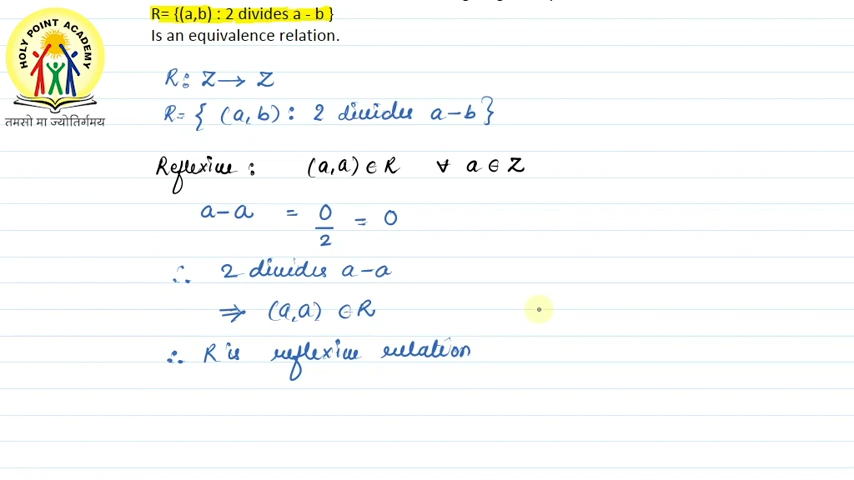 R= {(a,b) : 2 divides a - b }
Is an equivalence relation.
HOLY POINT ACADEMY
तमसो मा ज्योतिर्गमय
R: Z → Z
R= { (a,b) : 2 divides a-b}
Reflexive : (a,a) ∈ R ∀ a ∈ Z
a-a = 0/2 = 0
∴ 2 divides a-a
⇒ (a,a) ∈R
∴ R is reflexive relation